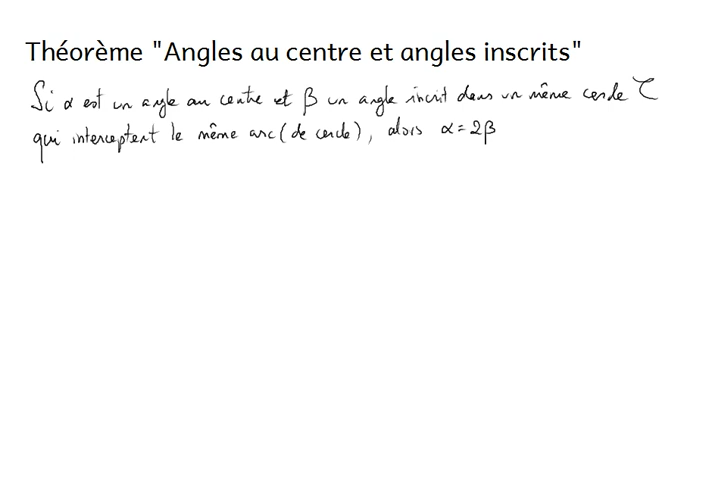 Théorème "Angles au centre et angles inscrits"
Si α est un angle au centre et β un angle incrit dans un même cercle C
qui interceptent le même arc (de cercle), alors α = 2β